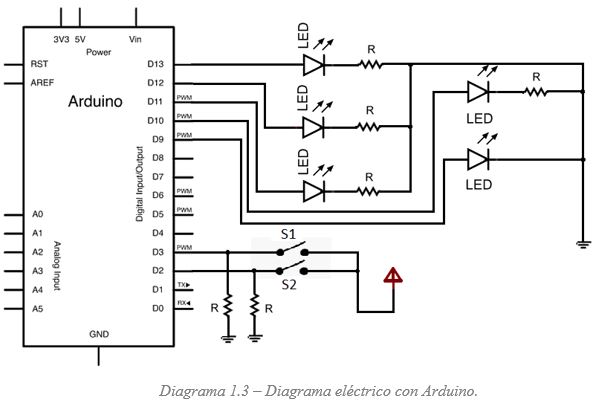 3V3 5V Vin
Power
RST
AREF
Arduino
Digital Input/Output
Analog Input
A0
A1
A2
A3
A4
A5
GND
D13
D12
D11 PWM
D10 PWM
D9 PWM
D8
D7
D6 PWM
D5 PWM
D4
D3 PWM
D2
D1 TX
D0 RX
LED
R
LED
R
LED
R
R
LED
LED
S1
S2
R
R
Diagrama 1.3 – Diagrama eléctrico con Arduino.